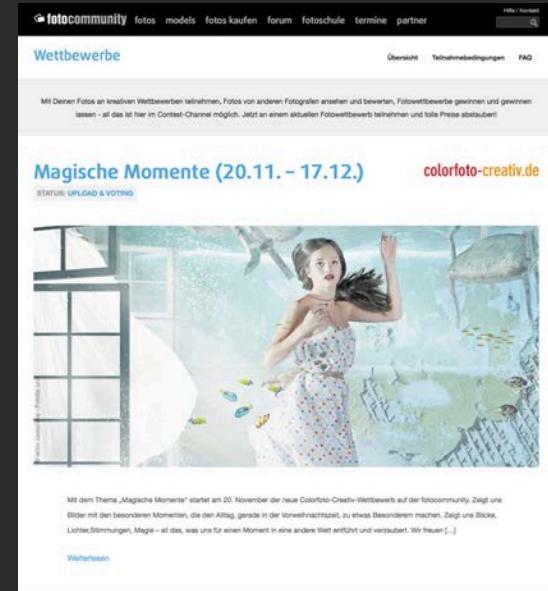 fotocommunity fotos models fotos kaufen forum fotoschule termine partner
Hilfe / Kontakt
Wettbewerbe
Übersicht Teilnahmebedingungen FAQ
Mit Deinen Fotos an kreativen Wettbewerben teilnehmen, Fotos von anderen Fotografen ansehen und bewerten, Fotowettbewerbe gewinnen und gewinnen
lassen - all das ist hier im Contest-Channel möglich. Jetzt an einem aktuellen Fotowettbewerb teilnehmen und tolle Preise abstauben!
Magische Momente (20.11. – 17.12.)
colorfoto-creativ.de
STATUS: UPLOAD & VOTING
Mit dem Thema „Magische Momente" startet am 20. November der neue Colorfoto-Creativ-Wettbewerb auf der fotocommunity. Zeigt uns
Bilder mit den besonderen Momenten, die den Alltag, gerade in der Vorweihnachtszeit, zu etwas Besonderem machen. Zeigt uns Blicke,
Lichter,Stimmungen, Magie – all das, was uns für einen Moment in eine andere Welt entführt und verzaubert. Wir freuen [...]
Weiterlesen